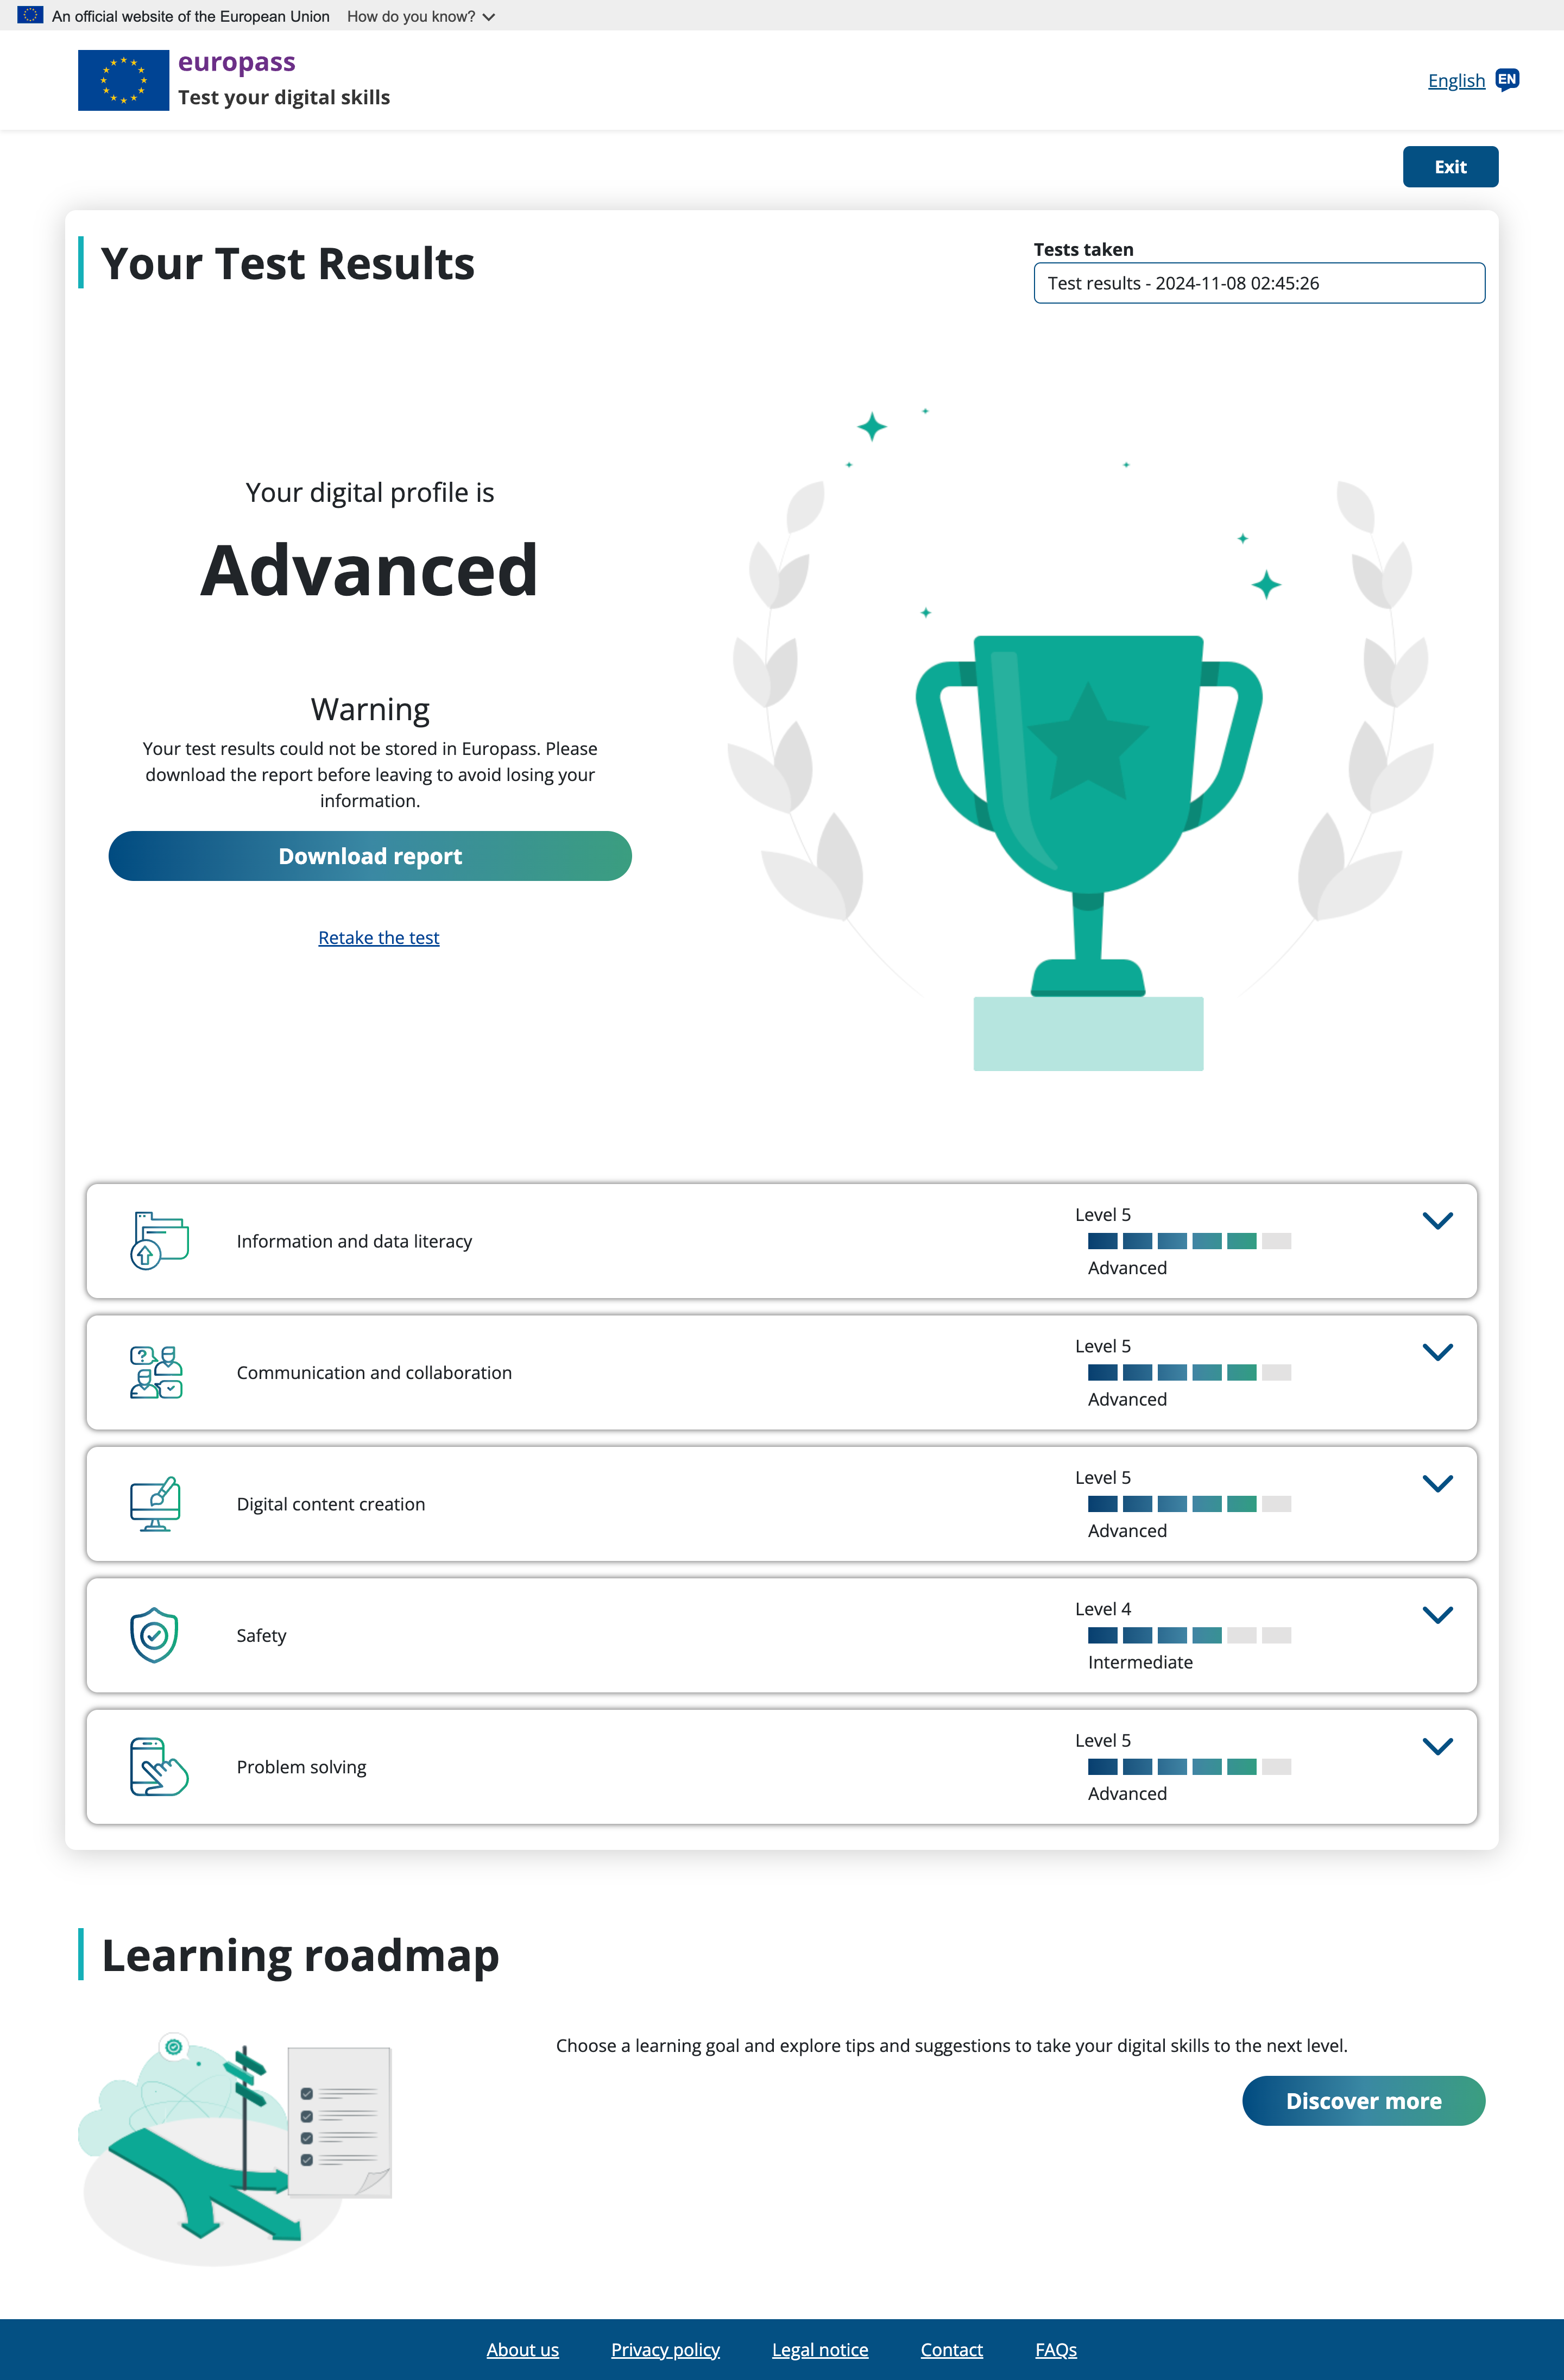 An official website of the European Union How do you know?
europass
Test your digital skills
English EN
Exit
Your Test Results
Tests taken
Test results - 2024-11-08 02:45:26
Your digital profile is
Advanced
Warning
Your test results could not be stored in Europass. Please
download the report before leaving to avoid losing your
information.
Download report
Retake the test
Information and data literacy
Level 5
Advanced
Communication and collaboration
Level 5
Advanced
Digital content creation
Level 5
Advanced
Safety
Level 4
Intermediate
Problem solving
Level 5
Advanced
Learning roadmap
Choose a learning goal and explore tips and suggestions to take your digital skills to the next level.
Discover more
About us Privacy policy Legal notice Contact FAQs